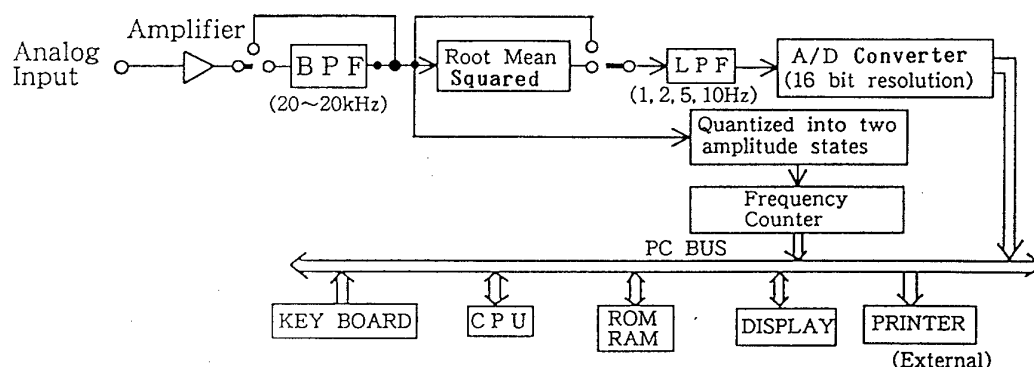 Analog
Input
Amplifier
B P F
(20~20kHz)
Root Mean
Squared
L P F
(1, 2, 5, 10Hz)
A/D Converter
(16 bit resolution)
Quantized into two
amplitude states
Frequency
Counter
PC BUS
KEY BOARD
C P U
ROM
RAM
DISPLAY
PRINTER
(External)